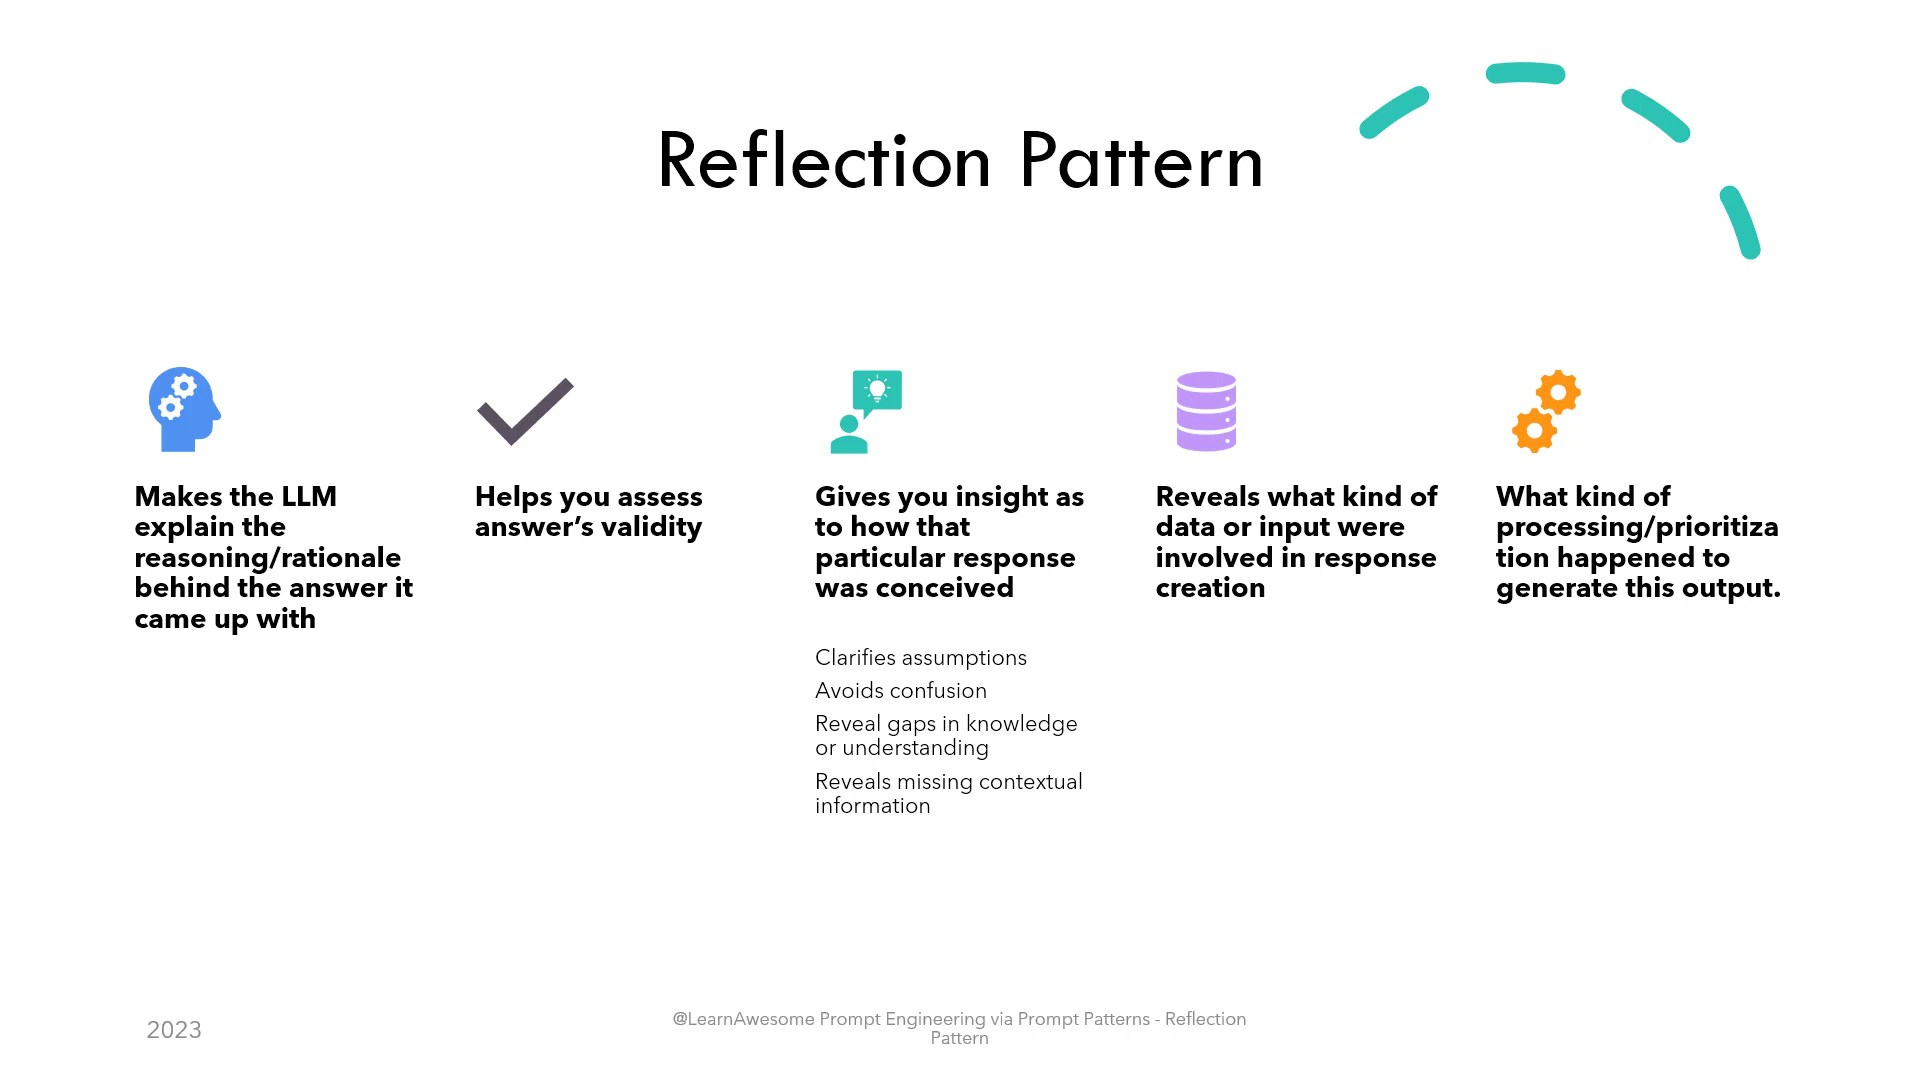 Reflection Pattern
Makes the LLM
explain the
reasoning/rationale
behind the answer it
came up with
Helps you assess
answer’s validity
Gives you insight as
to how that
particular response
was conceived
Clarifies assumptions
Avoids confusion
Reveal gaps in knowledge
or understanding
Reveals missing contextual
information
Reveals what kind of
data or input were
involved in response
creation
What kind of
processing/prioritiza
tion happened to
generate this output.
2023
@LearnAwesome Prompt Engineering via Prompt Patterns - Reflection
Pattern